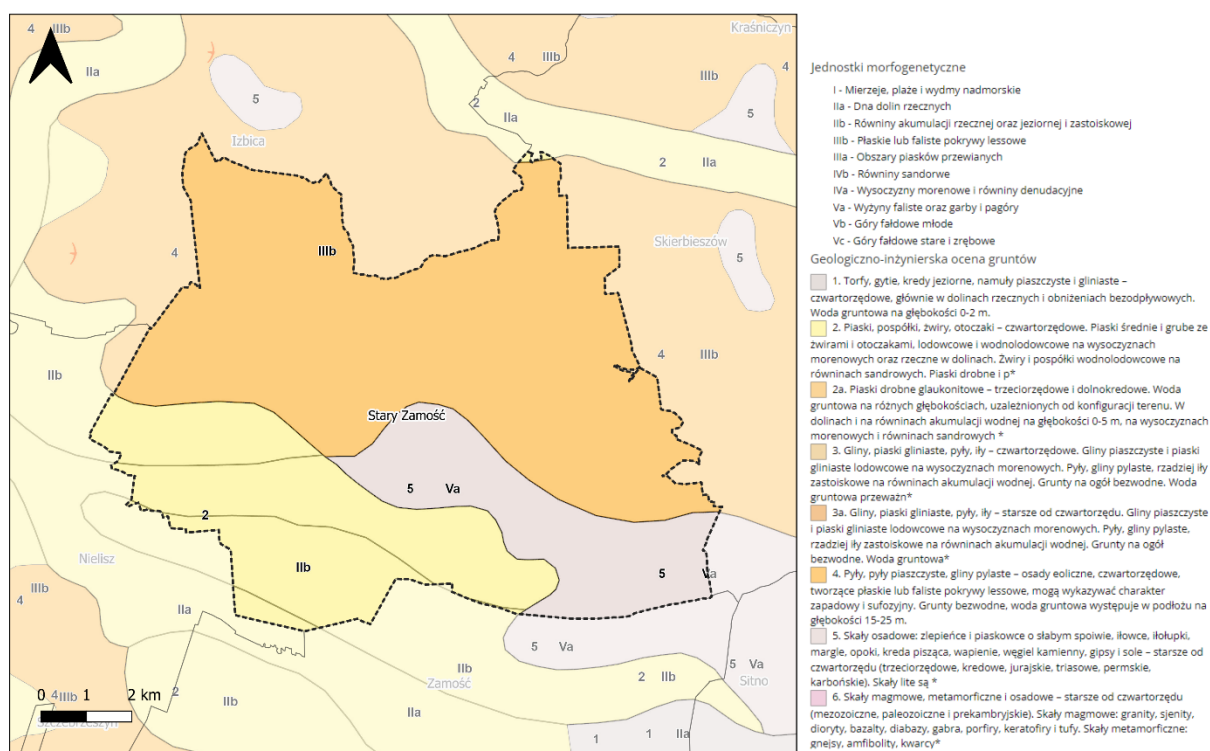 4 IIIb
Kraśniczyn
4 IIIb
4
IIa
IIIb
5
2
IIa
5
Izbica
2 IIa
IIIb
4
Skierbieszów
5
4 IIIb
IIb
Stary Zamość
5 Va
2
Nielisz
IIb
5 Va
IIIb
4
IIa
5 Va
5 Va
IIb
2 IIb
Zamość
Sitno
0 1 2 km
4 IIIb
2
IIb
IIa
Szczebrzeszyn
1 1 IIa
Jednostki morfogenetyczne
I - Mierzeje, plaże i wydmy nadmorskie
IIa - Dna dolin rzecznych
IIb - Równiny akumulacji rzecznej oraz jeziornej i zastoiskowej
IIIb - Płaskie lub faliste pokrywy lessowe
IIIa - Obszary piasków przewianych
IVb - Równiny sandorwe
IVa - Wysoczyzny morenowe i równiny denudacyjne
Va - Wyżyny faliste oraz garby i pagóry
Vb - Góry fałdowe młode
Vc - Góry fałdowe stare i zrębowe
Geologiczno-inżynierska ocena gruntów
1. Torfy, gytie, kredy jeziorne, namuły piaszczyste i gliniaste –
czwartorzędowe, głównie w dolinach rzecznych i obniżeniach bezodpływowych.
Woda gruntowa na głębokości 0-2 m.
2. Piaski, pospółki, żwiry, otoczaki – czwartorzędowe. Piaski średnie i grube ze
żwirami i otoczakami, lodowcowe i wodnolodowcowe na wysoczyznach
morenowych oraz rzeczne w dolinach. Żwiry i pospółki wodnolodowcowe na
równinach sandrowych. Piaski drobne i p*
2a. Piaski drobne glaukonitowe – trzeciorzędowe i dolnokredowe. Woda
gruntowa na różnych głębokościach, uzależnionych od konfiguracji terenu. W
dolinach i na równinach akumulacji wodnej na głębokości 0-5 m, na wysoczyznach
morenowych i równinach sandrowych *
3. Gliny, piaski gliniaste, pyły, iły – czwartorzędowe. Gliny piaszczyste i piaski
gliniaste lodowcowe na wysoczyznach morenowych. Pyły, gliny pylaste, rzadziej iły
zastoiskowe na równinach akumulacji wodnej. Grunty na ogół bezwodne. Woda
gruntowa przeważn*
3a. Gliny, piaski gliniaste, pyły, iły – starsze od czwartorzędu. Gliny piaszczyste
i piaski gliniaste lodowcowe na wysoczyznach morenowych. Pyły, gliny pylaste,
rzadziej iły zastoiskowe na równinach akumulacji wodnej. Grunty na ogół
bezwodne. Woda gruntowa*
4. Pyły, pyły piaszczyste, gliny pylaste – osady eoliczne, czwartorzędowe,
tworzące płaskie lub faliste pokrywy lessowe, mogą wykazywać charakter
zapadowy i sufozyjny. Grunty bezwodne, woda gruntowa występuje w podłożu na
głębokości 15-25 m.
5. Skały osadowe: zlepieńce i piaskowce o słabym spoiwie, iłowce, iłołupki,
margle, opoki, kreda pisząca, wapienie, węgiel kamienny, gipsy i sole – starsze od
czwartorzędu (trzeciorzędowe, kredowe, jurajskie, triasowe, permskie,
karbońskie). Skały lite są *
6. Skały magmowe, metamorficzne i osadowe – starsze od czwartorzędu
(mezozoiczne, paleozoiczne i prekambryjskie). Skały magmowe: granity, sjenity,
dioryty, bazalty, diabazy, gabra, porfiry, keratofiry i tufy. Skały metamorficzne:
gnejsy, amfibolity, kwarcy*